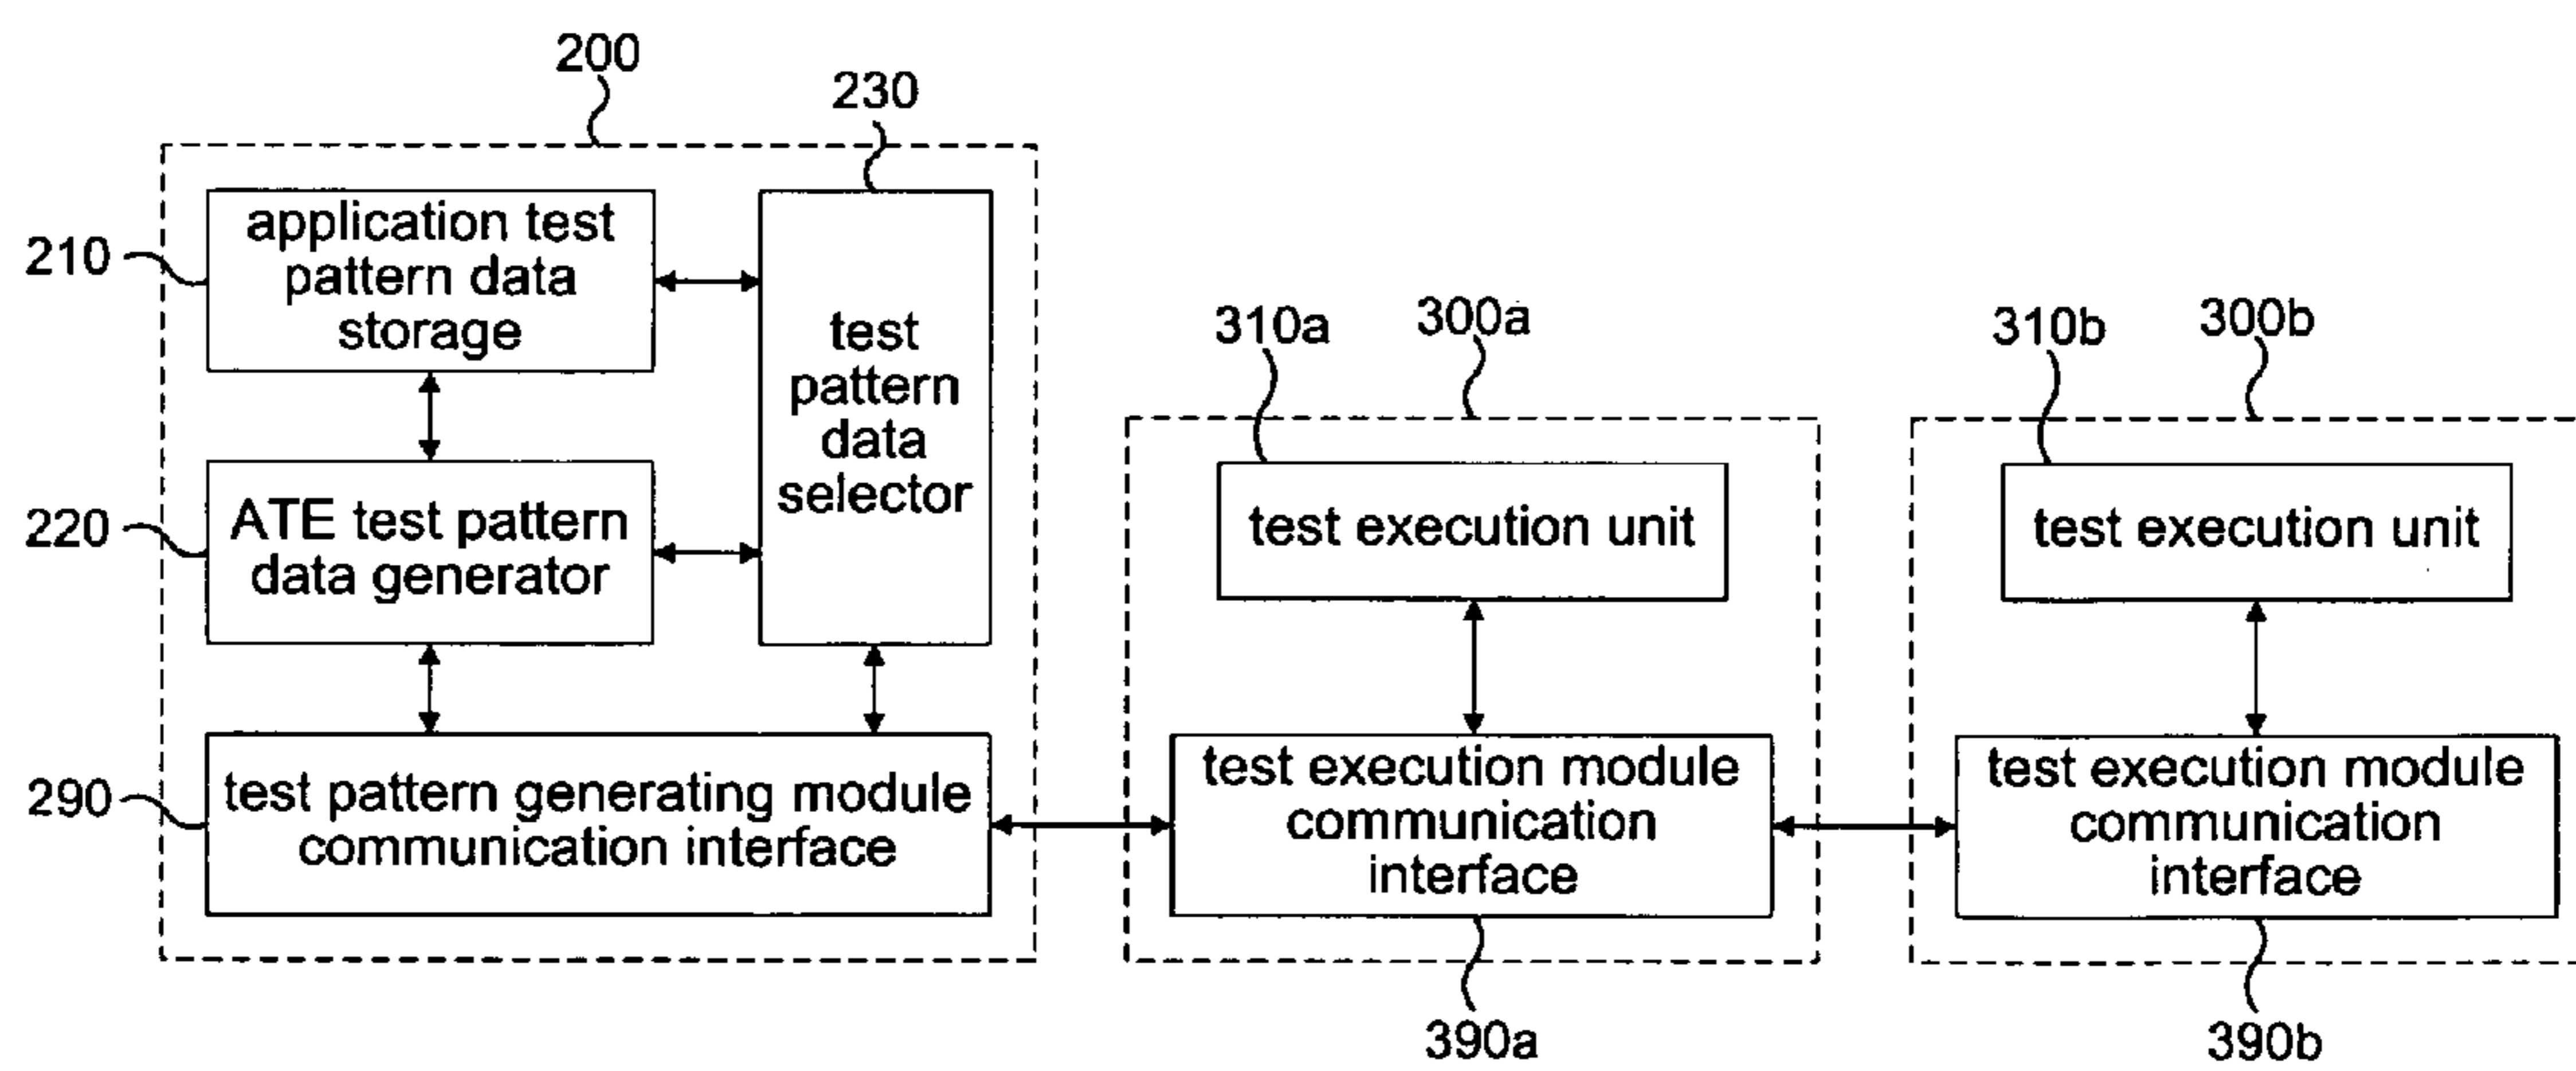 200
230
210
application test
pattern data
storage
test
pattern
data
selector
220
ATE test pattern
data generator
290
test pattern generating module
communication interface
310a
300a
test execution unit
test execution module
communication
interface
390a
310b
300b
test execution unit
test execution module
communication
interface
390b